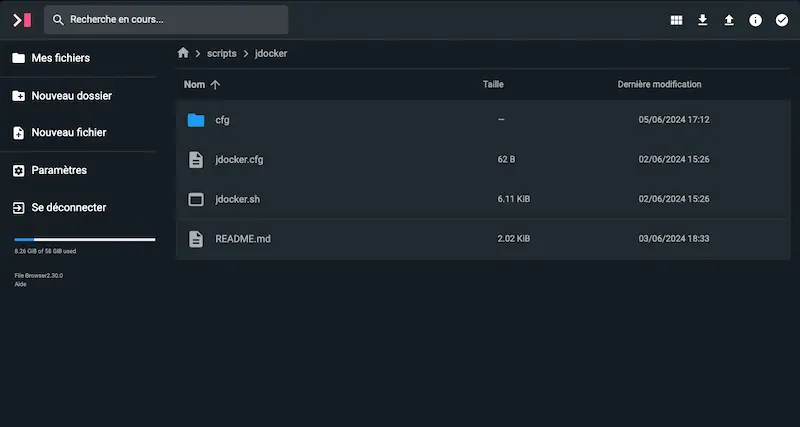 Recherche en cours...
Mes fichiers
Nouveau dossier
Nouveau fichier
Paramètres
Se déconnecter
8.26 GiB of 58 GiB used
File Browser2.30.0
Aide
scripts > jdocker
Nom Taille Dernière modification
cfg — 05/06/2024 17:12
jdocker.cfg 62 B 02/06/2024 15:26
jdocker.sh 6.11 KiB 02/06/2024 15:26
README.md 2.02 KiB 03/06/2024 18:33